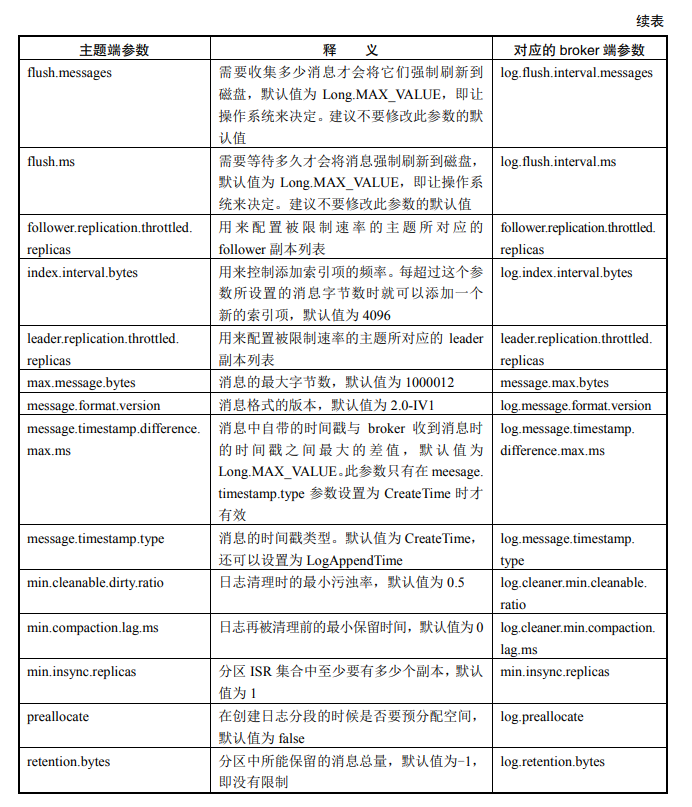 续表
主题端参数 释 义 对应的 broker 端参数
flush.messages 需要收集多少消息才会将它们强制刷新到 log.flush.interval.messages
磁盘，默认值为 Long.MAX_VALUE，即让
操作系统来决定。建议不要修改此参数的默
认值
flush.ms 需要等待多久才会将消息强制刷新到磁盘， log.flush.interval.ms
默认值为 Long.MAX_VALUE，即让操作系
统来决定。建议不要修改此参数的默认值
follower.replication.throttled. 用来配置被限制速率的主题所对应的 follower.replication.throttled.
replicas follower 副本列表 replicas
index.interval.bytes 用来控制添加索引项的频率。每超过这个参 log.index.interval.bytes
数所设置的消息字节数时就可以添加一个
新的索引项，默认值为 4096
leader.replication.throttled. 用来配置被限制速率的主题所对应的 leader leader.replication.throttled.
replicas 副本列表 replicas
max.message.bytes 消息的最大字节数，默认值为 1000012 message.max.bytes
message.format.version 消息格式的版本，默认值为 2.0-IV1 log.message.format.version
message.timestamp.difference. 消息中自带的时间戳与 broker 收到消息时 log.message.timestamp.
max.ms 的时间戳之间最大的差值，默认值为 difference.max.ms
Long.MAX_VALUE。此参数只有在 meesage.
timestamp.type 参数设置为 CreateTime 时才
有效
message.timestamp.type 消息的时间戳类型。默认值为 CreateTime， log.message.timestamp.
还可以设置为 LogAppendTime type
min.cleanable.dirty.ratio 日志清理时的最小污浊率，默认值为 0.5 log.cleaner.min.cleanable.
ratio
min.compaction.lag.ms 日志再被清理前的最小保留时间，默认值为 0 log.cleaner.min.compaction.
lag.ms
min.insync.replicas 分区 ISR 集合中至少要有多少个副本，默认 min.insync.replicas
值为 1
preallocate 在创建日志分段的时候是否要预分配空间， log.preallocate
默认值为 false
retention.bytes 分区中所能保留的消息总量，默认值为−1， log.retention.bytes
即没有限制